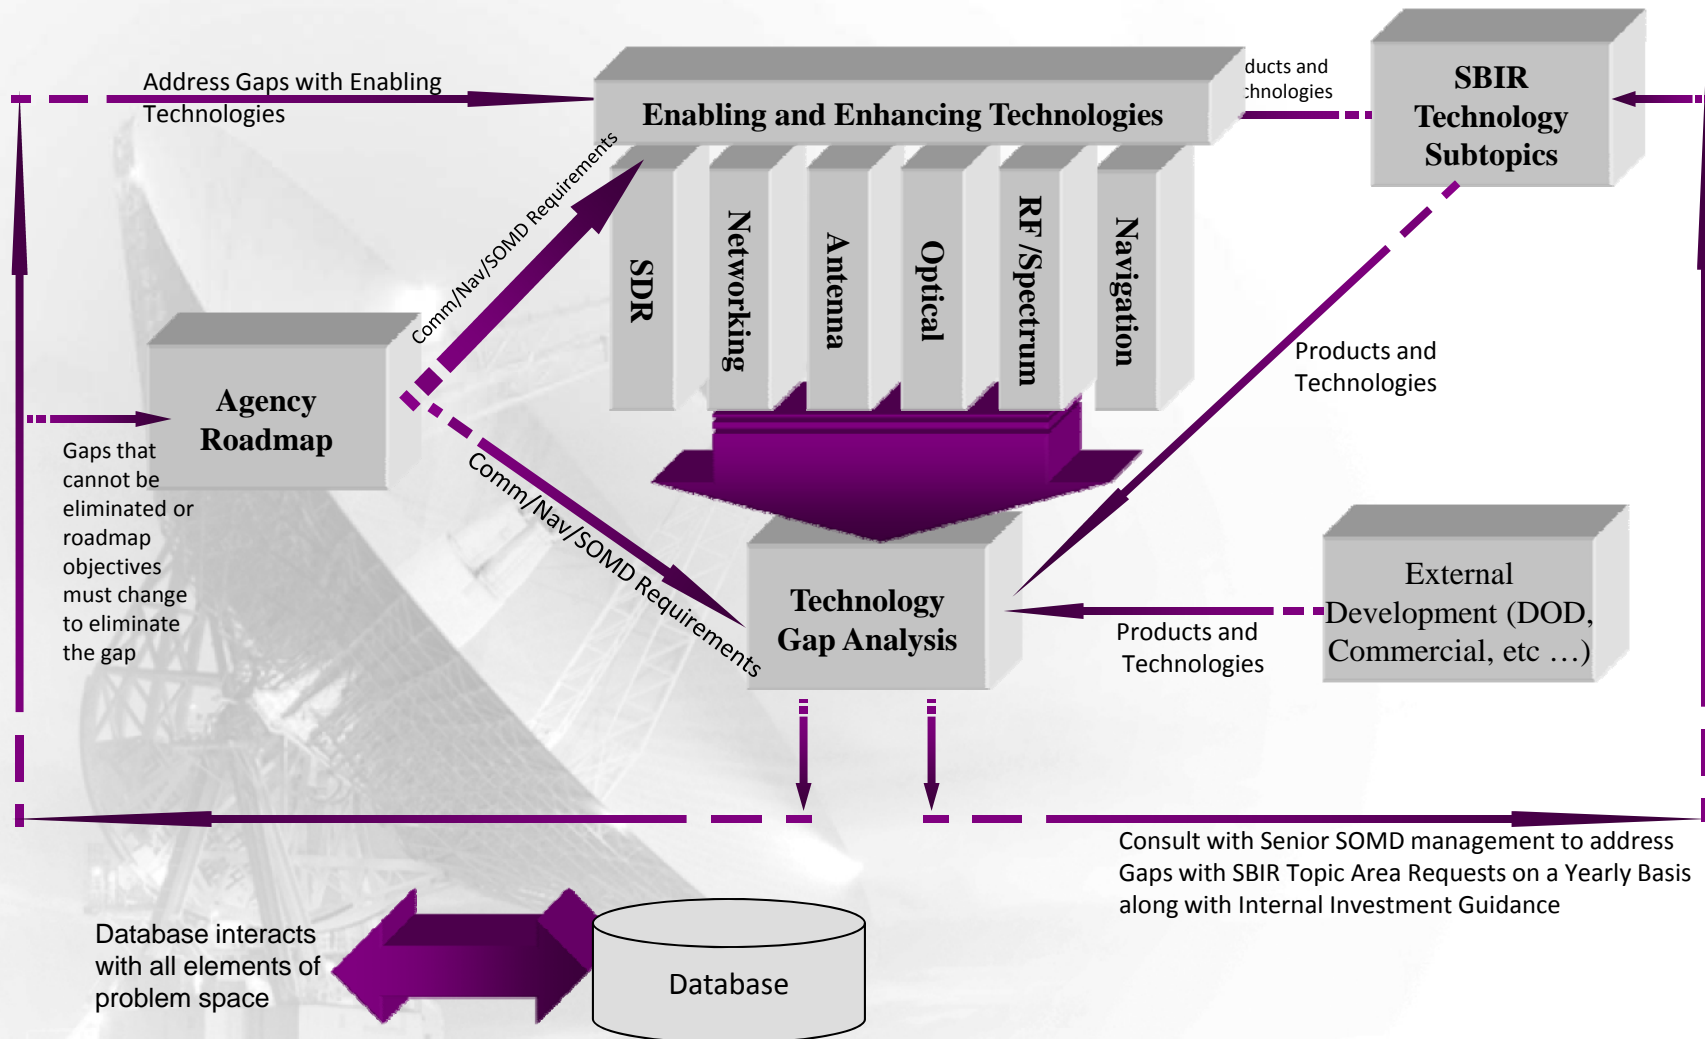 Address Gaps with Enabling
Technologies
Enabling and Enhancing Technologies
and
SBIR
Technology
Subtopics
Comm/Nav/SOMD Requirements
SDR
Networking
Antenna
Optical
RF /Spectrum
Navigation
Agency
Roadmap
Gaps that
cannot be
eliminated or
roadmap
objectives
must change
to eliminate
the gap
Comm/Nav/SOMD Requirements
Products and
Technologies
Technology
Gap Analysis
Products and
Technologies
External
Development (DOD,
Commercial, etc …)
Consult with Senior SOMD management to address
Gaps with SBIR Topic Area Requests on a Yearly Basis
along with Internal Investment Guidance
Database interacts
with all elements of
problem space
Database